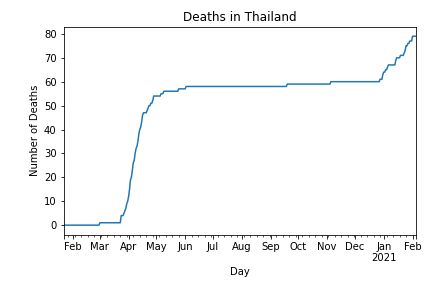 Deaths in Thailand
80
70
60
50
40
30
20
10
0
Number of Deaths
Feb Mar Apr May Jun Jul Aug Sep Oct Nov Dec Jan Feb
2021
Day